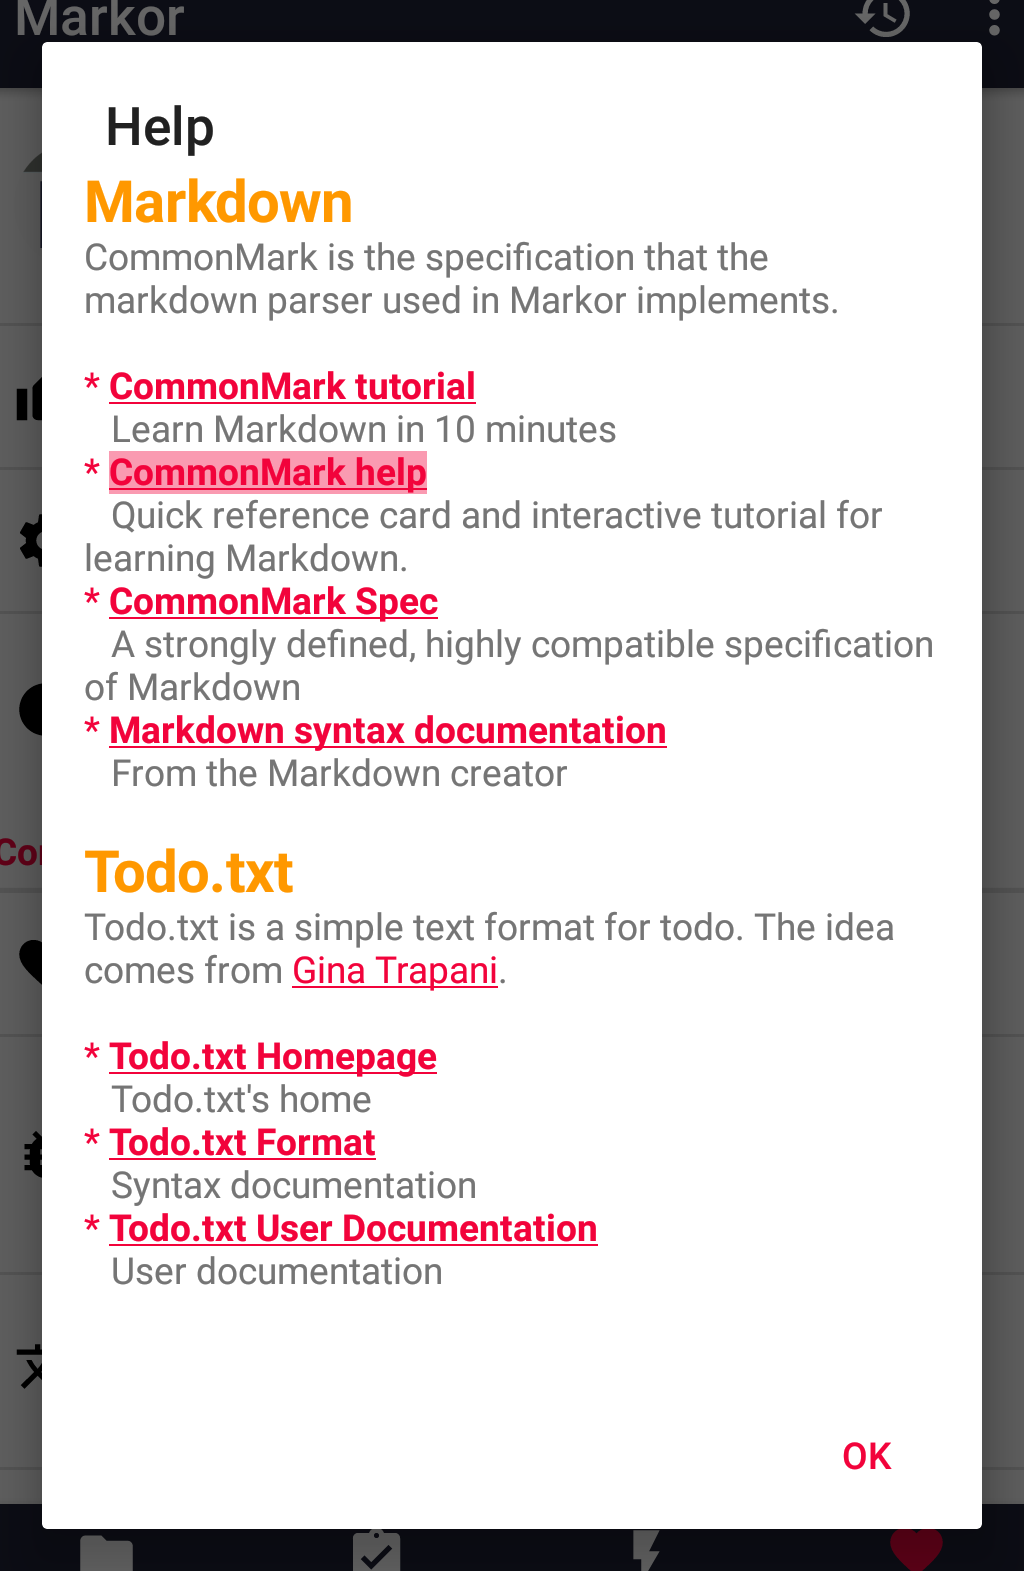 Markor
Help
Markdown
CommonMark is the specification that the
markdown parser used in Markor implements.
* CommonMark tutorial
Learn Markdown in 10 minutes
* CommonMark help
Quick reference card and interactive tutorial for
learning Markdown.
* CommonMark Spec
A strongly defined, highly compatible specification
of Markdown
* Markdown syntax documentation
From the Markdown creator
Todo.txt
Todo.txt is a simple text format for todo. The idea
comes from Gina Trapani.
* Todo.txt Homepage
Todo.txt's home
* Todo.txt Format
Syntax documentation
* Todo.txt User Documentation
User documentation
OK